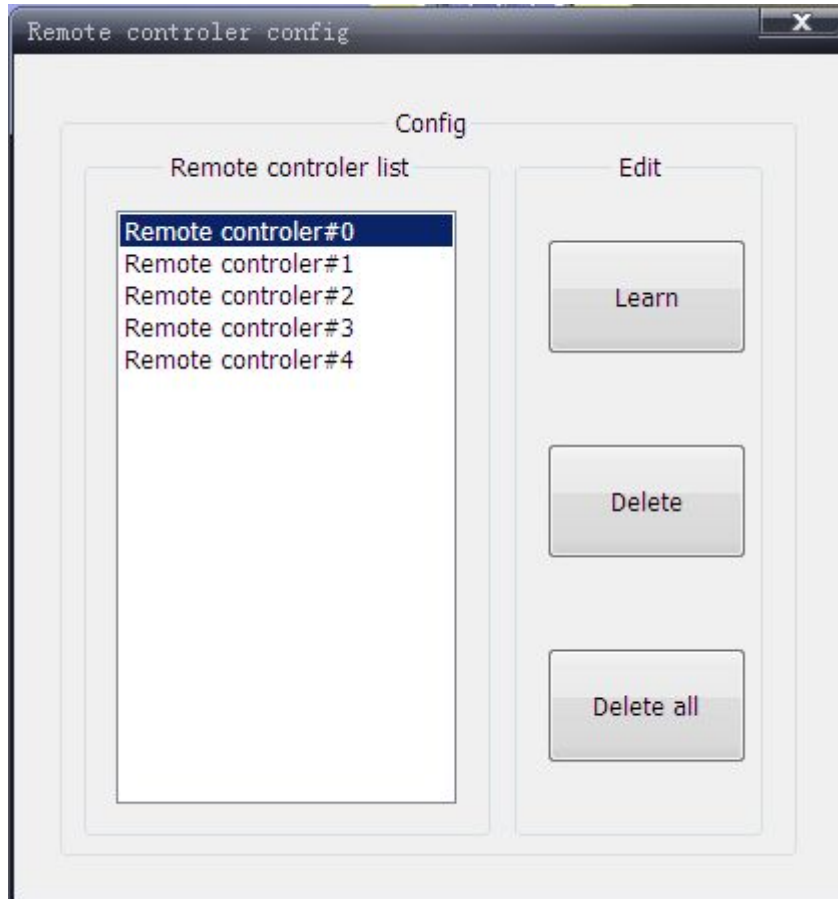 Remote controler config
Config
Remote controler list
Remote controler#0
Remote controler#1
Remote controler#2
Remote controler#3
Remote controler#4
Edit
Learn
Delete
Delete all